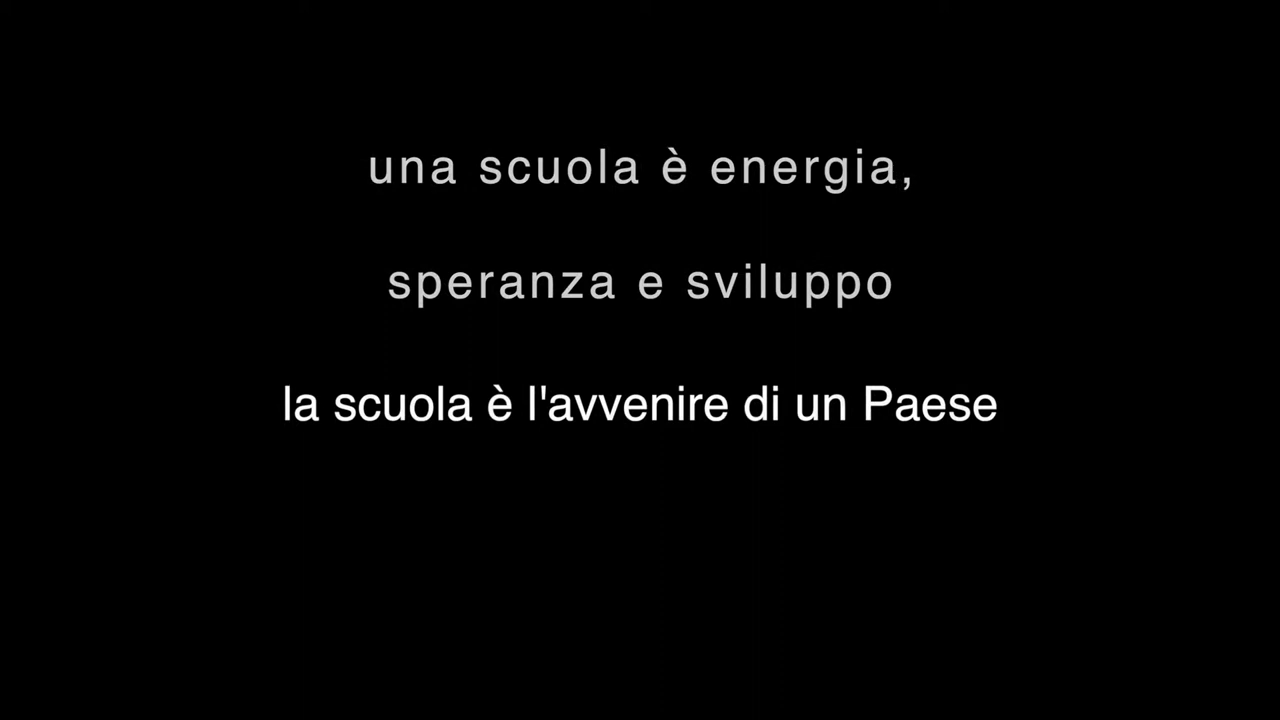 una scuola è energia,
speranza e sviluppo
la scuola è l'avvenire di un Paese